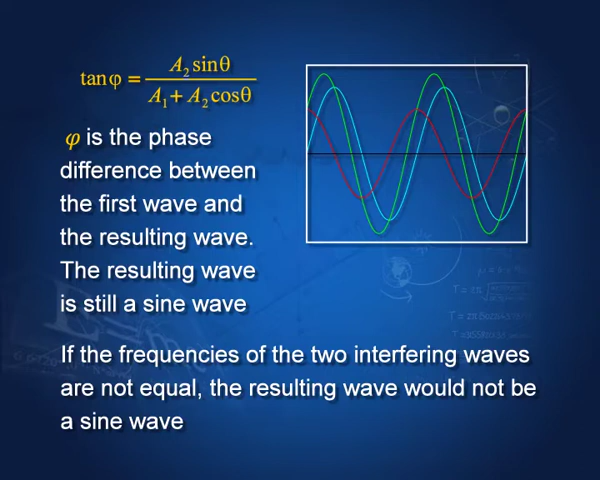 tanφ = A₂sinθ / A₁+ A₂cosθ
φ is the phase
difference between
the first wave and
the resulting wave.
The resulting wave
is still a sine wave
If the frequencies of the two interfering waves
are not equal, the resulting wave would not be
a sine wave